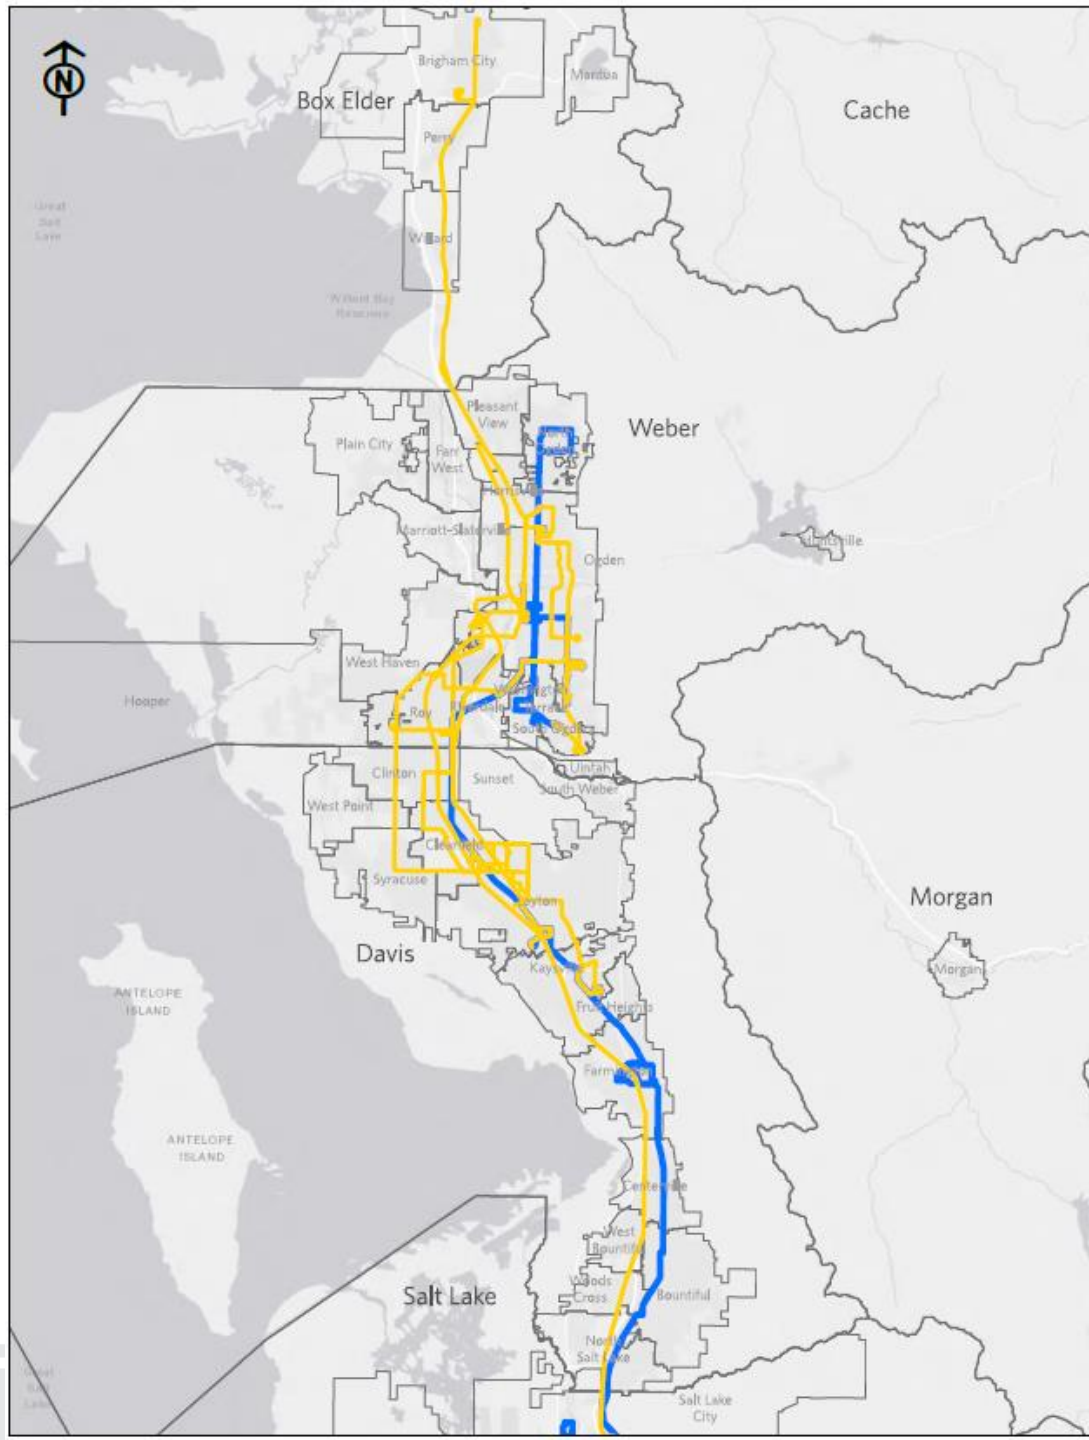 N
Brigham City
Mantua
Box Elder
Cache
Perry
Great
Salt
Lake
Willard
Willard Bay
Pleasant
View
Weber
Plain City
Farr
West
Marriott-Slaterville
Ogden
Huntsville
West Haven
Hooper
Roy
South Ogden
Uintah
Clinton
Sunset
South Weber
West Point
Clearfield
Syracuse
Layton
Morgan
Davis
Kaysville
Morgan
ANTELOPE
ISLAND
Fruit Heights
Farmington
ANTELOPE
ISLAND
Centerville
West
Bountiful
Woods
Cross
Bountiful
Salt Lake
North
Salt Lake
Salt Lake
City